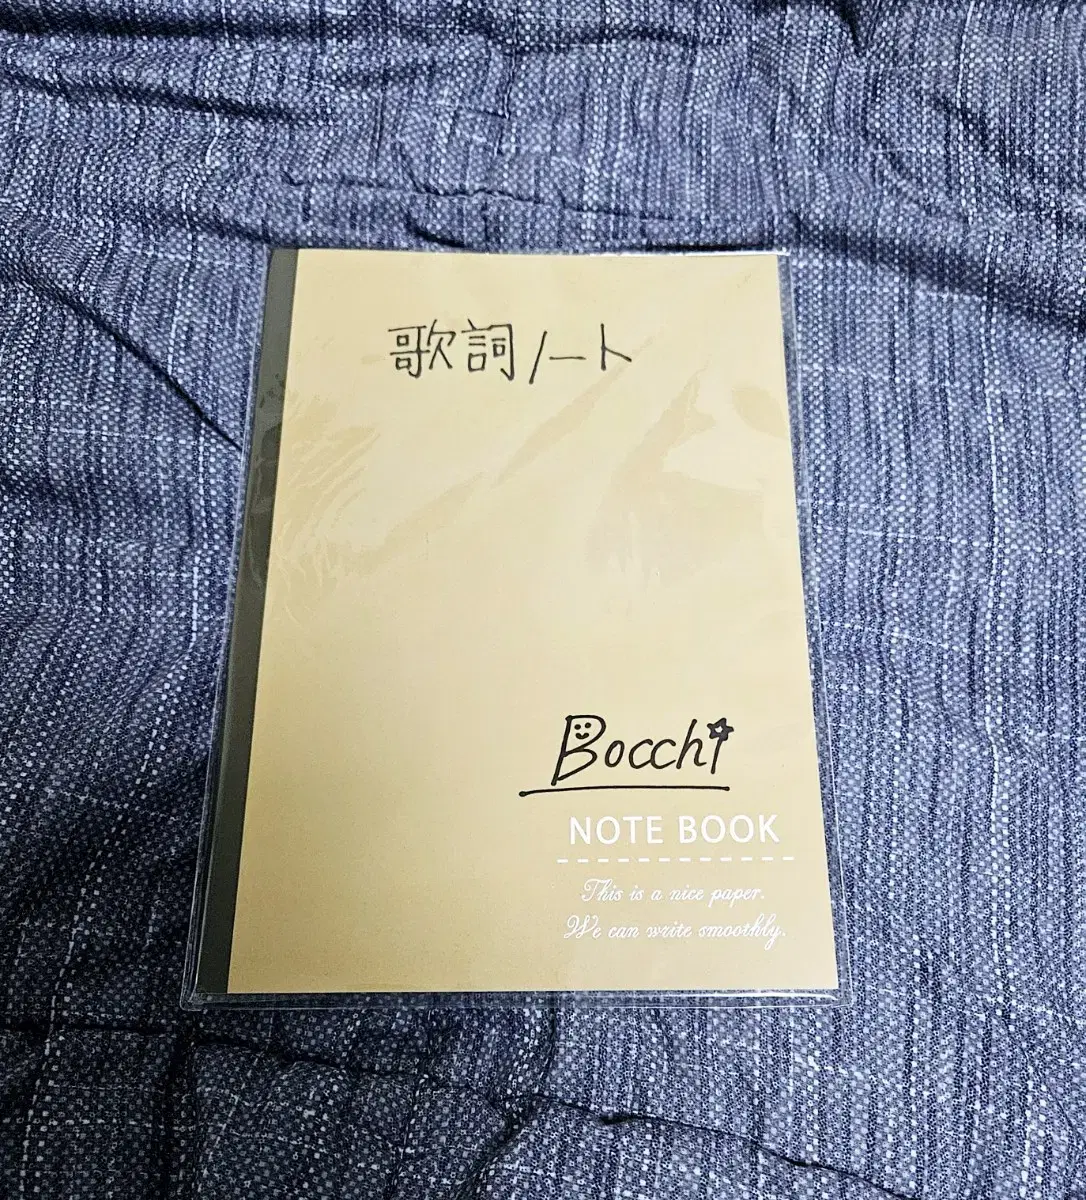 歌詞ノート
Bocchi
NOTE BOOK
This is a nice paper.
We can write smoothly.